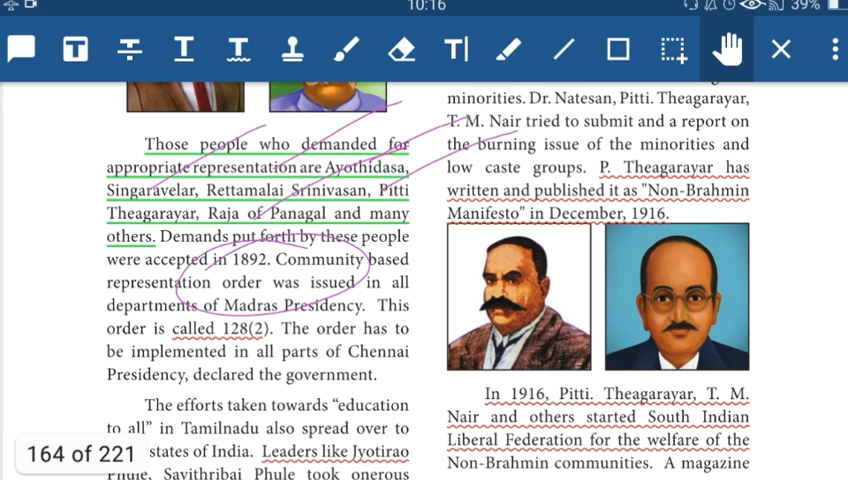 10:16
39%
T
T
T
T
T
Those people who demanded for
appropriate representation are Ayothidasa,
Singaravelar, Rettamalai Srinivasan, Pitti
Theagarayar, Raja of Panagal and many
others. Demands put forth by these people
were accepted in 1892. Community based
representation order was issued in all
departments of Madras Presidency. This
order is called 128(2). The order has to
be implemented in all parts of Chennai
Presidency, declared the government.
The efforts taken towards “education
to all” in Tamilnadu also spread over to
states of India. Leaders like Jyotirao
Phule, Savithribai Phule took onerous
164 of 221
minorities. Dr. Natesan, Pitti. Theagarayar,
T. M. Nair tried to submit and a report on
the burning issue of the minorities and
low caste groups. P. Theagarayar has
written and published it as "Non-Brahmin
Manifesto" in December, 1916.
In 1916, Pitti. Theagarayar, T. M.
Nair and others started South Indian
Liberal Federation for the welfare of the
Non-Brahmin communities. A magazine